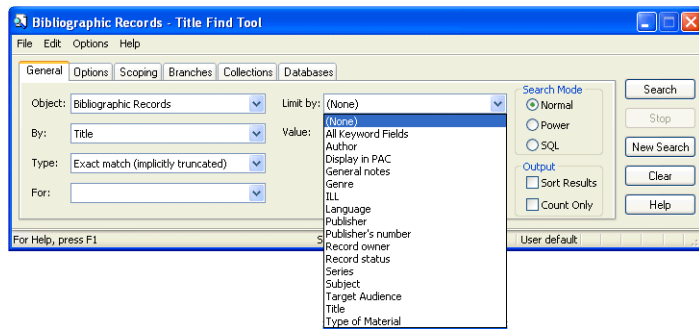 Bibliographic Records - Title Find Tool
File Edit Options Help
General Options Scoping Branches Collections Databases
Object: Bibliographic Records
By: Title
Type: Exact match (implicitly truncated)
For:
Limit by: (None)
Value:
(None)
All Keyword Fields
Author
Display in PAC
General notes
Genre
ILL
Language
Publisher
Publisher's number
Record owner
Record status
Series
Subject
Target Audience
Title
Type of Material
Search Mode
Normal
Power
SQL
Output
Sort Results
Count Only
Search
Stop
New Search
Clear
Help
For Help, press F1
User default